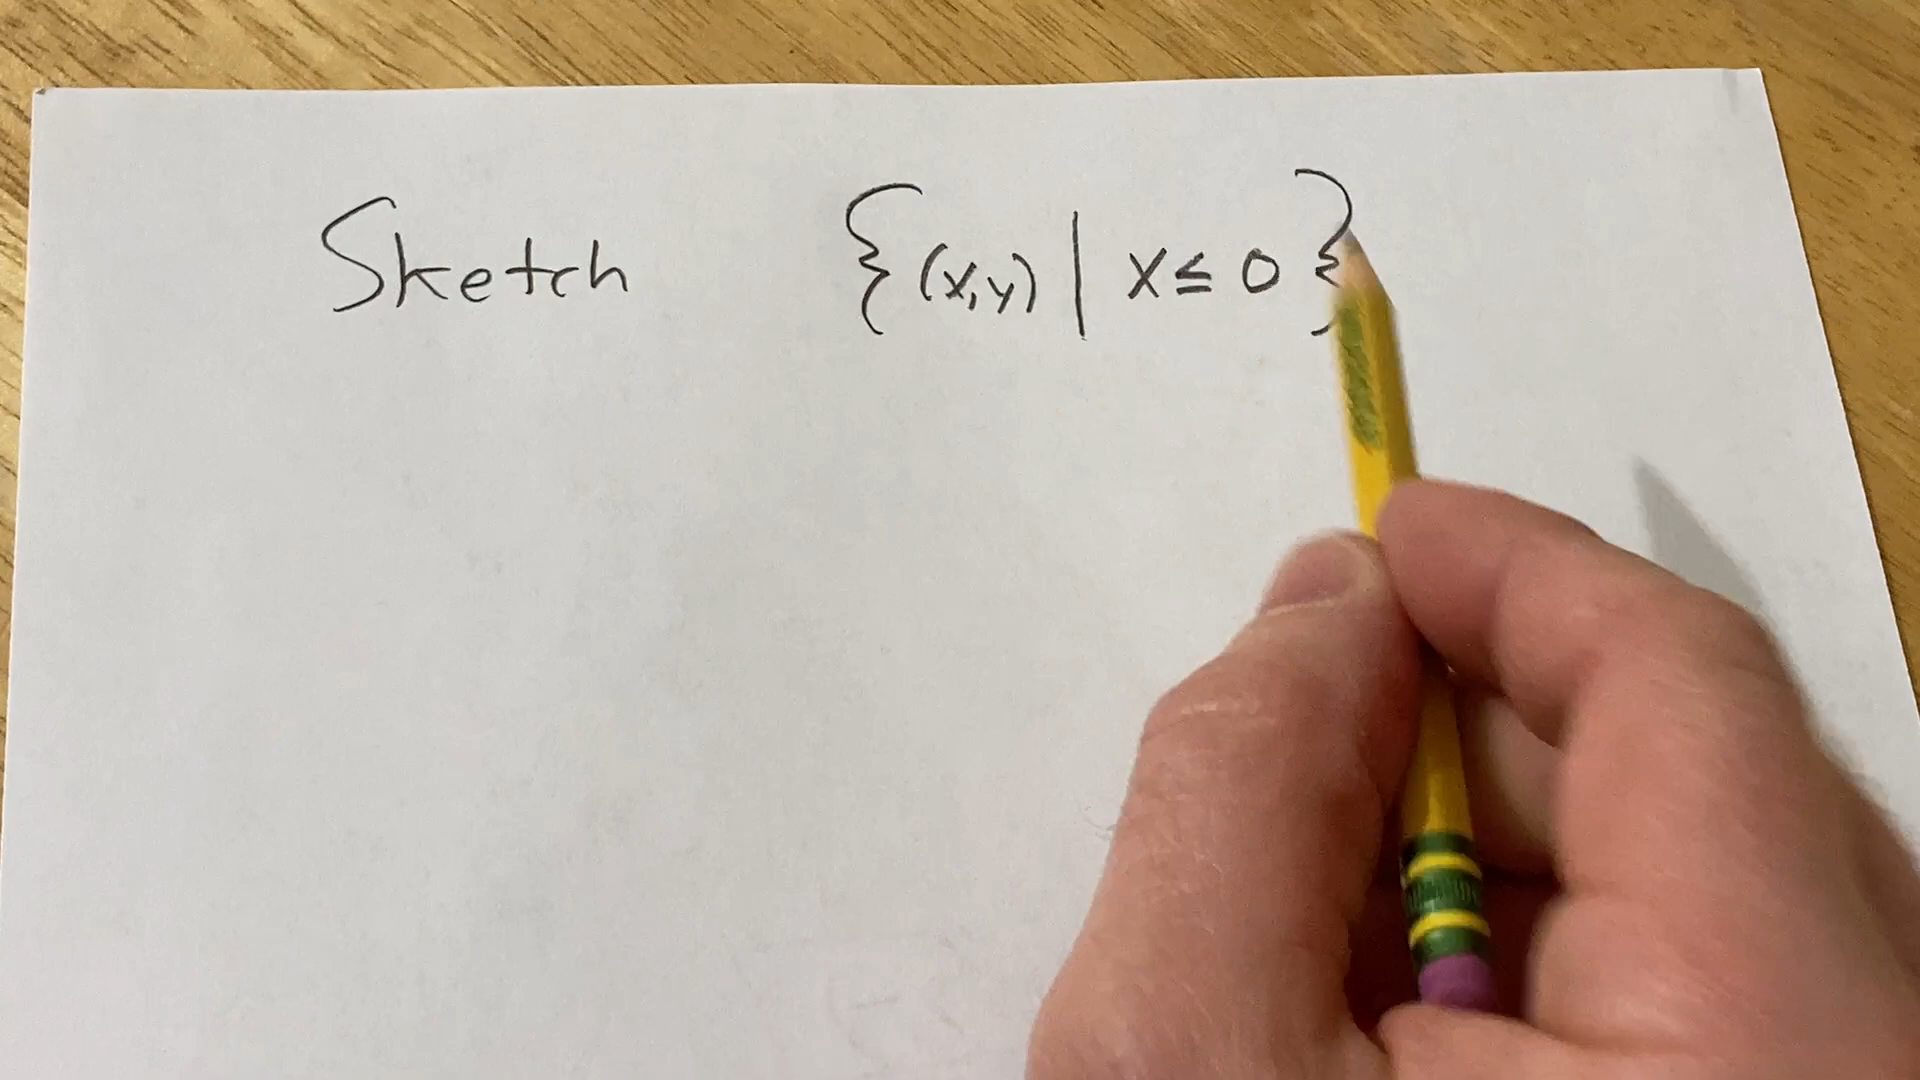 Sketch {(x,y) | x ≤ 0}